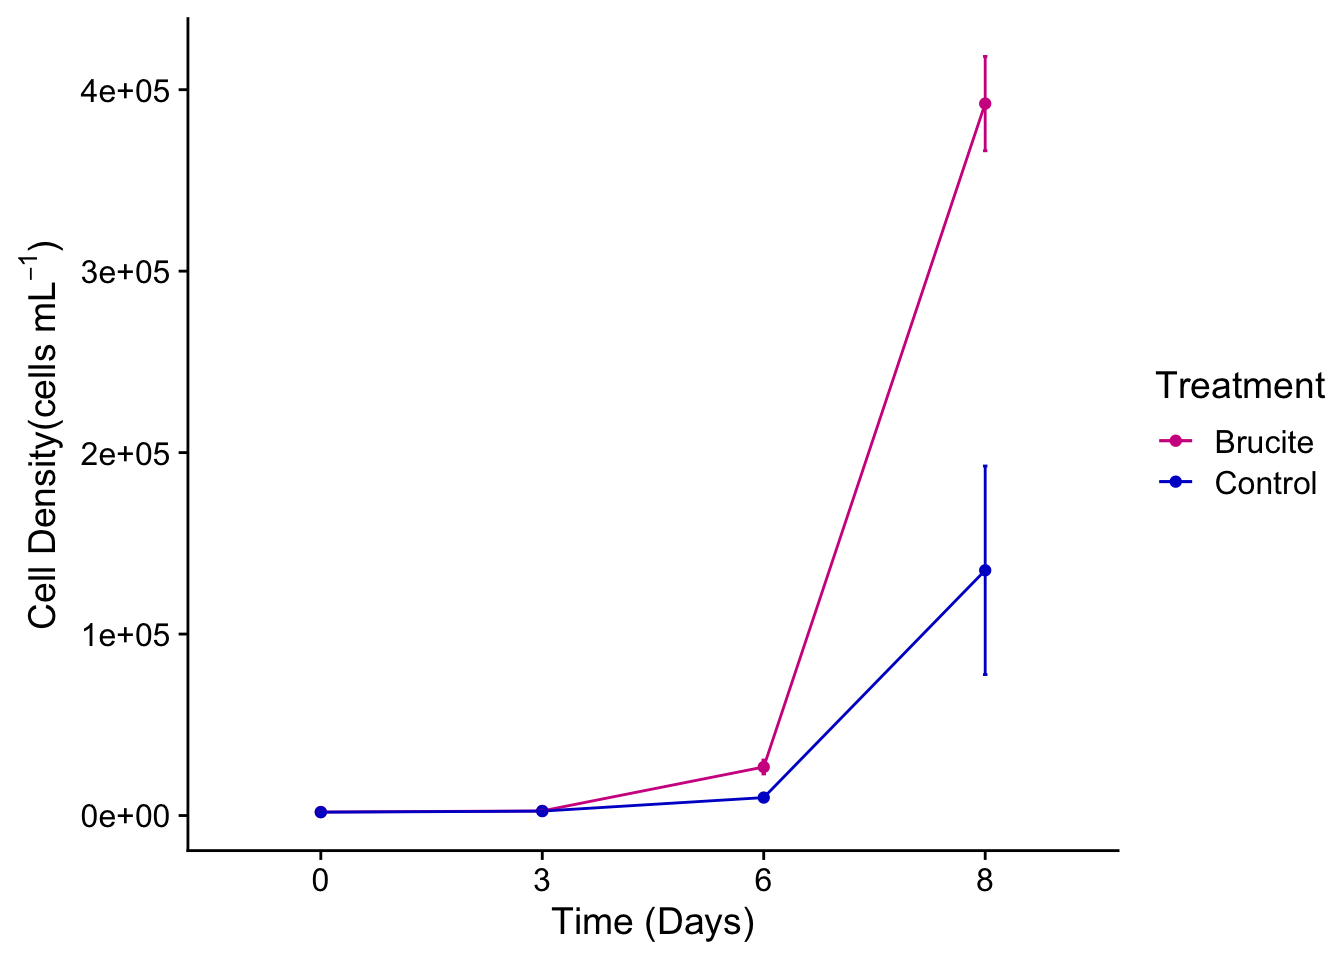 4e+05
3e+05
2e+05
1e+05
0e+00
Cell Density(cells mL⁻¹)
0 3 6 8
Time (Days)
Treatment
Brucite
Control